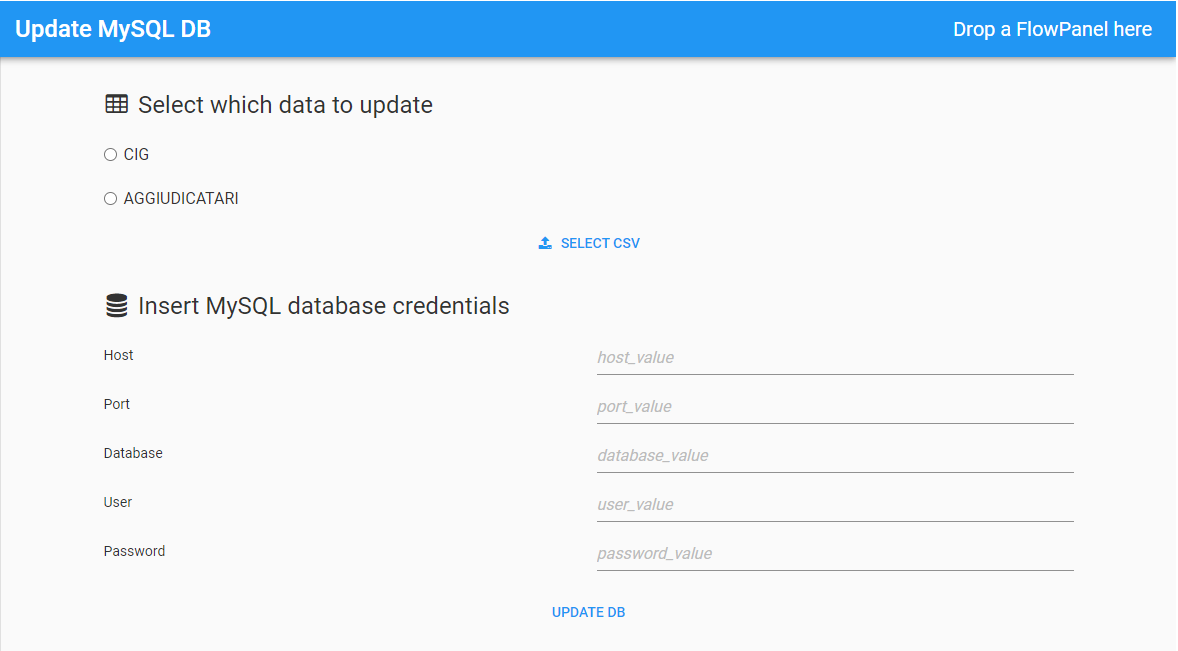 Update MySQL DB
Drop a FlowPanel here
Select which data to update
CIG
AGGIUDICATARI
SELECT CSV
Insert MySQL database credentials
Host
host_value
Port
port_value
Database
database_value
User
user_value
Password
password_value
UPDATE DB